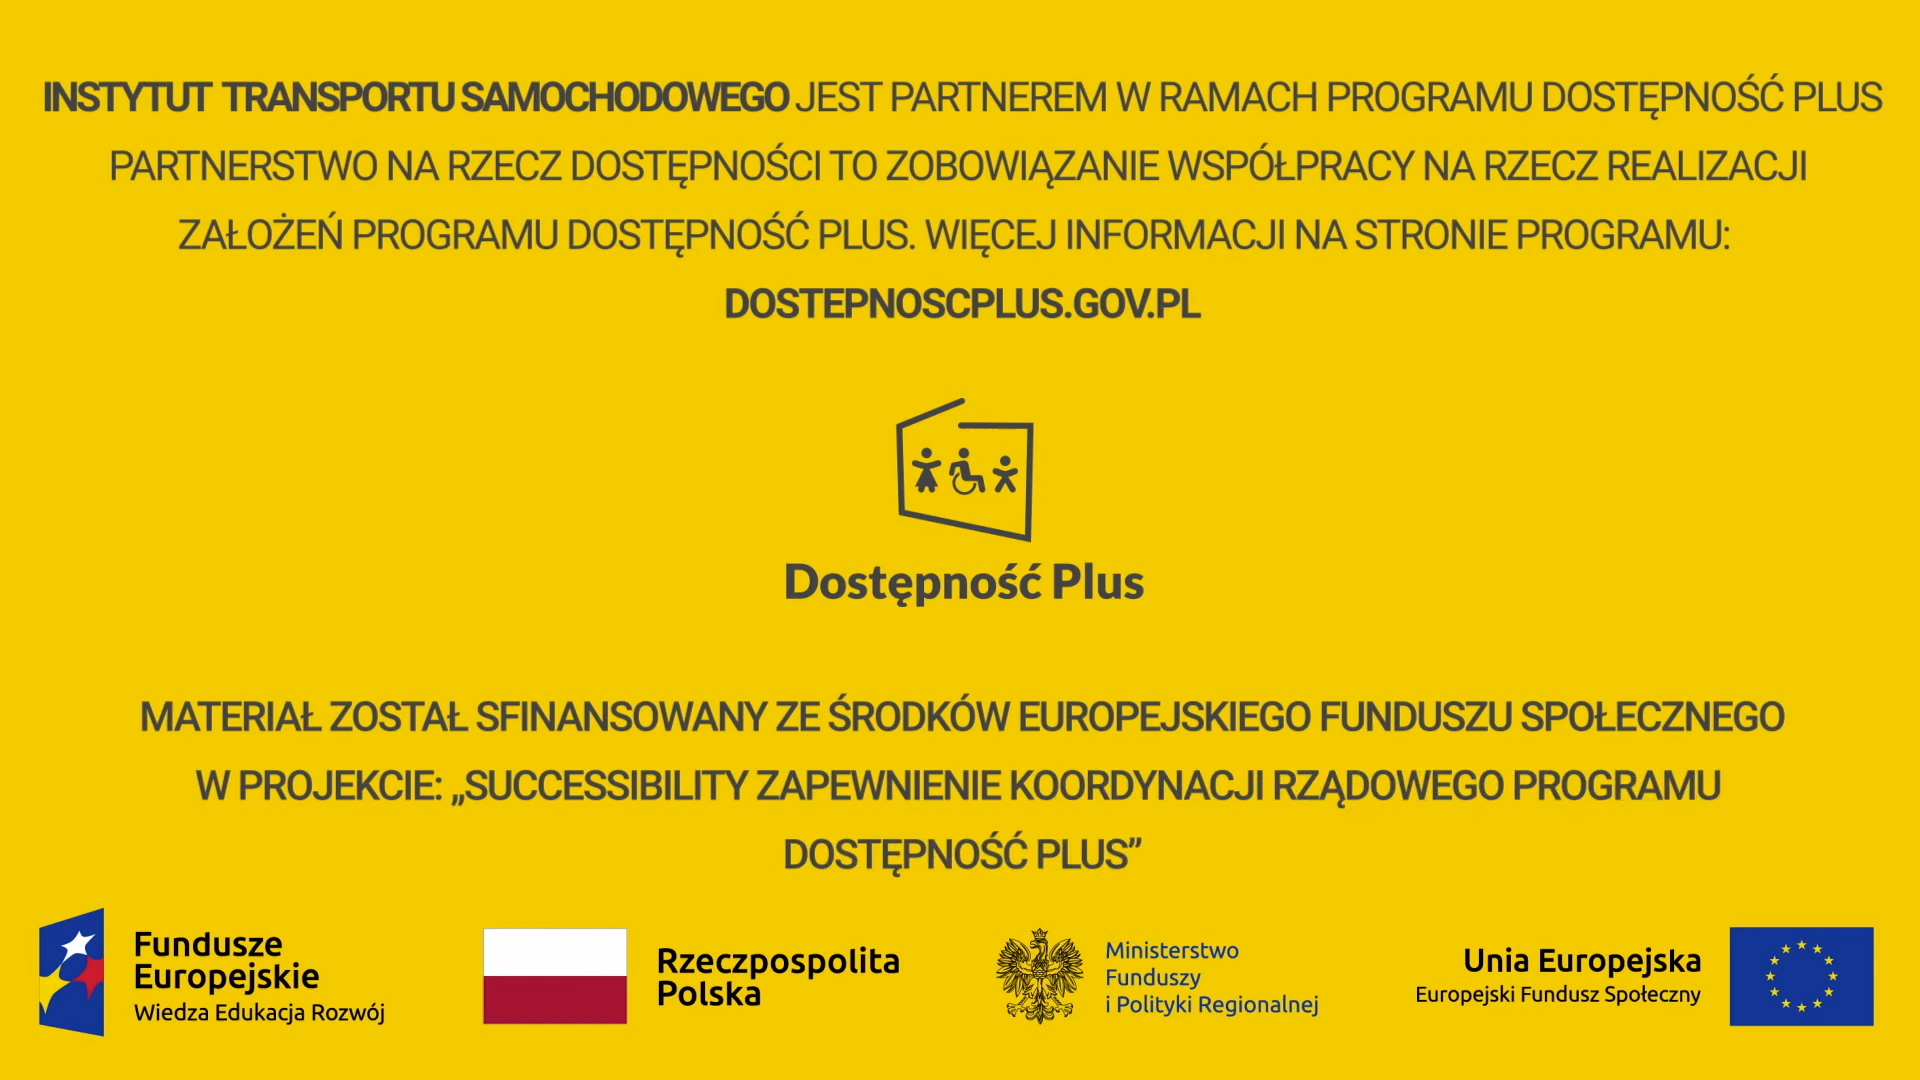 INSTYTUT TRANSPORTU SAMOCHODOWEGO JEST PARTNEREM W RAMACH PROGRAMU DOSTĘPNOŚĆ PLUS
PARTNERSTWO NA RZECZ DOSTĘPNOŚCI TO ZOBOWIĄZANIE WSPÓŁPRACY NA RZECZ REALIZACJI
ZAŁOŻEŃ PROGRAMU DOSTĘPNOŚĆ PLUS. WIĘCEJ INFORMACJI NA STRONIE PROGRAMU:
DOSTEPNOSCPLUS.GOV.PL
Dostępność Plus
MATERIAŁ ZOSTAŁ SFINANSOWANY ZE ŚRODKÓW EUROPEJSKIEGO FUNDUSZU SPOŁECZNEGO
W PROJEKCIE: „SUCCESSIBILITY ZAPEWNIENIE KOORDYNACJI RZĄDOWEGO PROGRAMU
DOSTĘPNOŚĆ PLUS”
Fundusze
Europejskie
Wiedza Edukacja Rozwój
Rzeczpospolita
Polska
Ministerstwo
Funduszy
i Polityki Regionalnej
Unia Europejska
Europejski Fundusz Społeczny